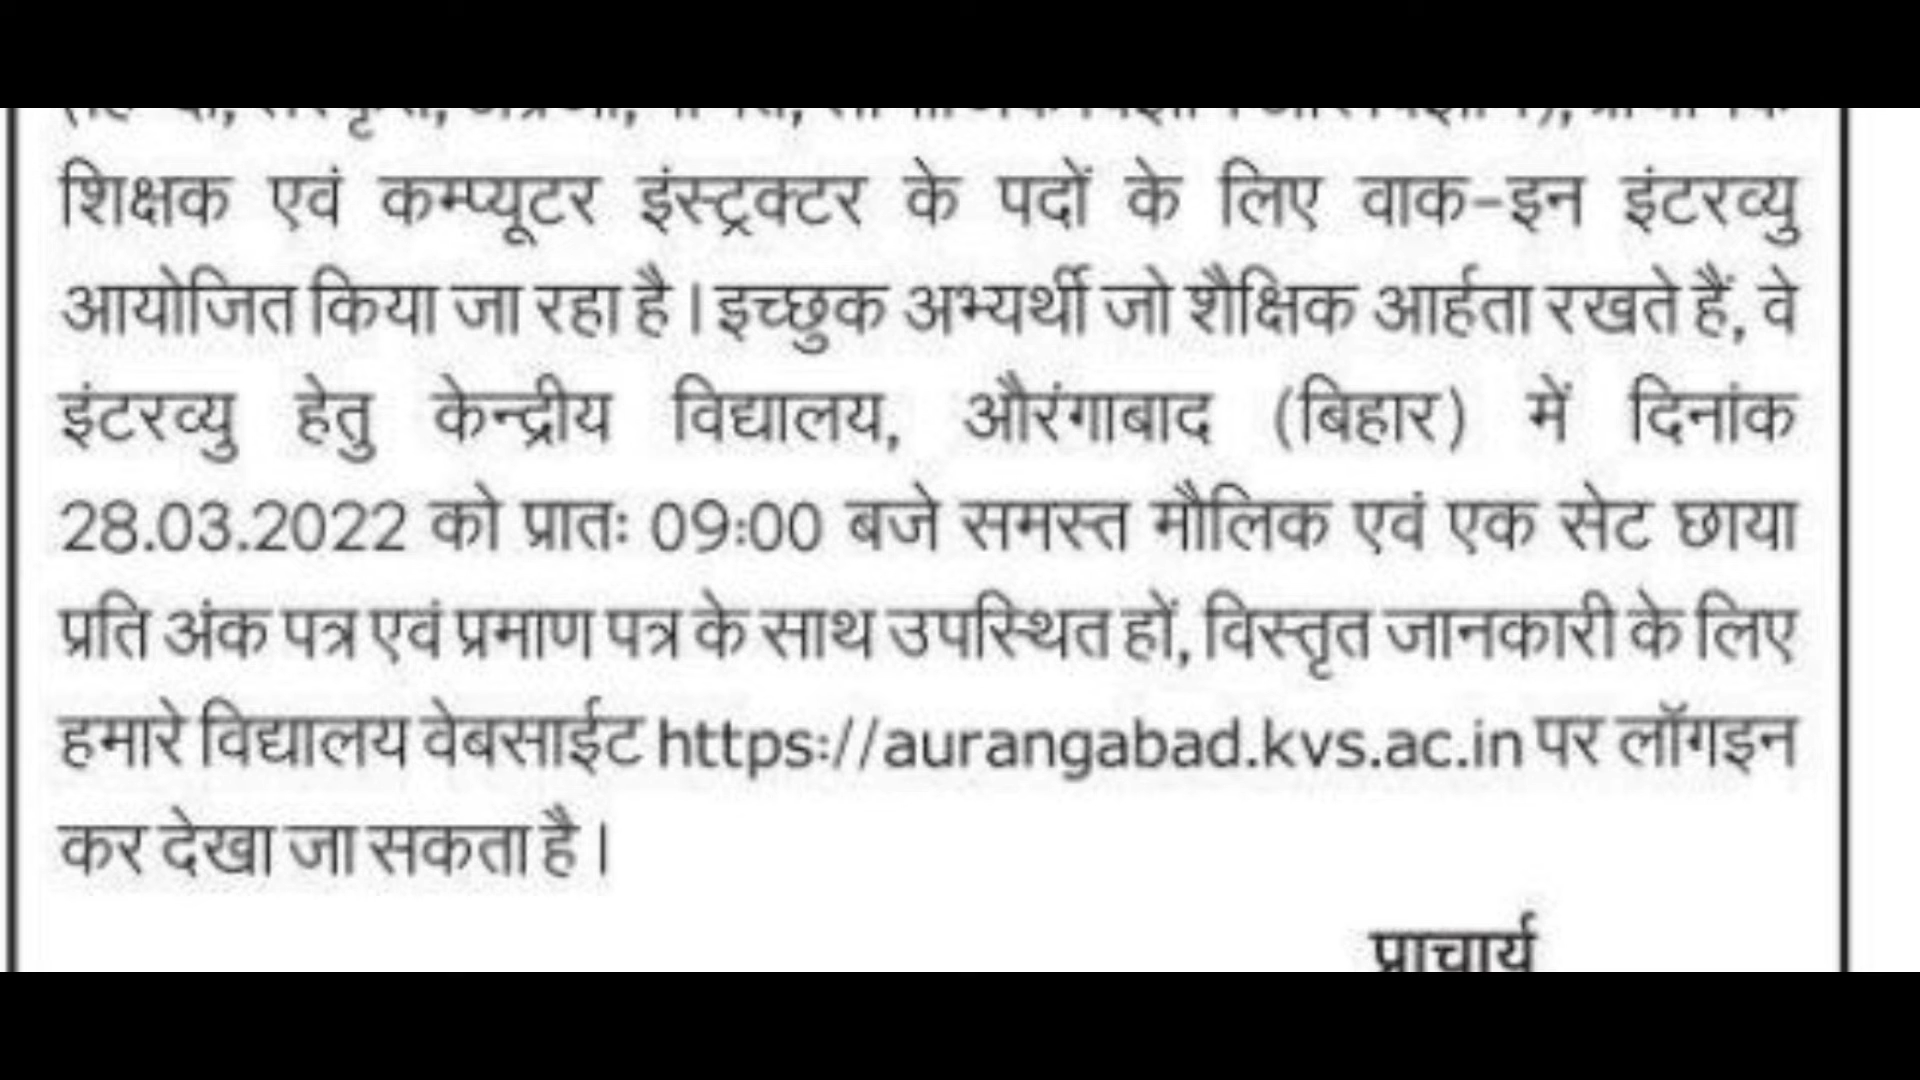 शिक्षक एवं कम्प्यूटर इंस्ट्रक्टर के पदों के लिए वाक-इन इंटरव्यु
आयोजित किया जा रहा है। इच्छुक अभ्यर्थी जो शैक्षिक आर्हता रखते हैं, वे
इंटरव्यु हेतु केन्द्रीय विद्यालय, औरंगाबाद (बिहार) में दिनांक
28.03.2022 को प्रातः 09:00 बजे समस्त मौलिक एवं एक सेट छाया
प्रति अंक पत्र एवं प्रमाण पत्र के साथ उपस्थित हों, विस्तृत जानकारी के लिए
हमारे विद्यालय वेबसाईट https://aurangabad.kvs.ac.in पर लॉगइन
कर देखा जा सकता है।
प्राचार्य